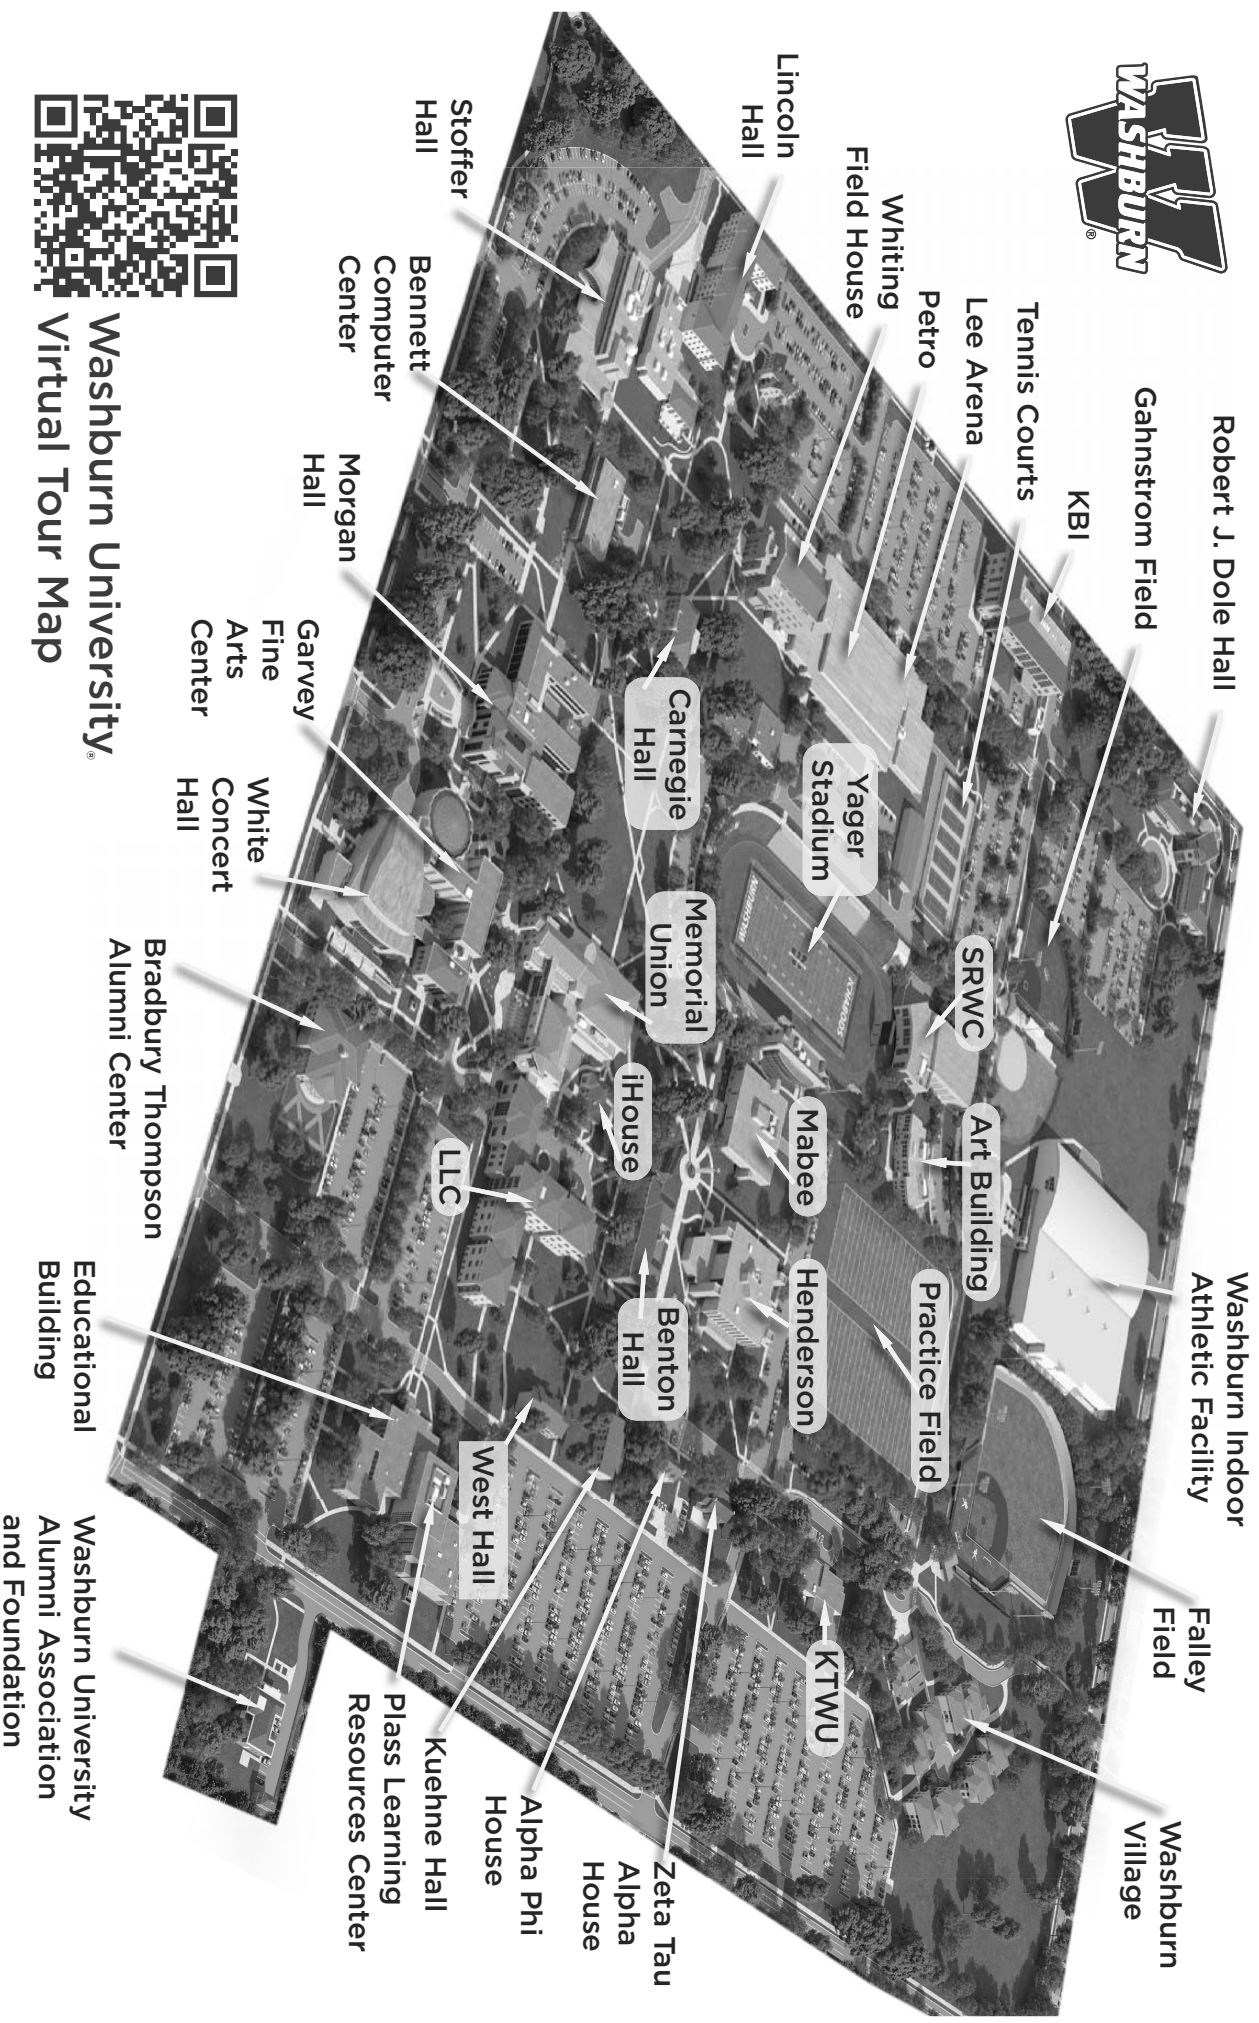 WASHBURN
®
Robert J. Dole Hall
Gahnstrom Field
KBI
Tennis Courts
Lee Arena
Petro
Whiting
Field House
Lincoln
Hall
Stoffer
Hall
Bennett
Computer
Center
Morgan
Hall
Garvey
Fine
Arts
Center
White
Concert
Hall
Bradbury Thompson
Alumni Center
Educational
Building
Washburn University
Alumni Association
and Foundation
Washburn Indoor
Athletic Facility
Falley
Field
Washburn
Village
Zeta Tau
Alpha
House
Alpha Phi
House
Kuehne Hall
Plass Learning
Resources Center
Carnegie
Hall
Yager
Stadium
WASHBURN
ICHABODS
Memorial
Union
SRWC
iHouse
Mabee
Art Building
LLC
Benton
Hall
Henderson
Practice Field
West Hall
KTWU
Washburn University®
Virtual Tour Map